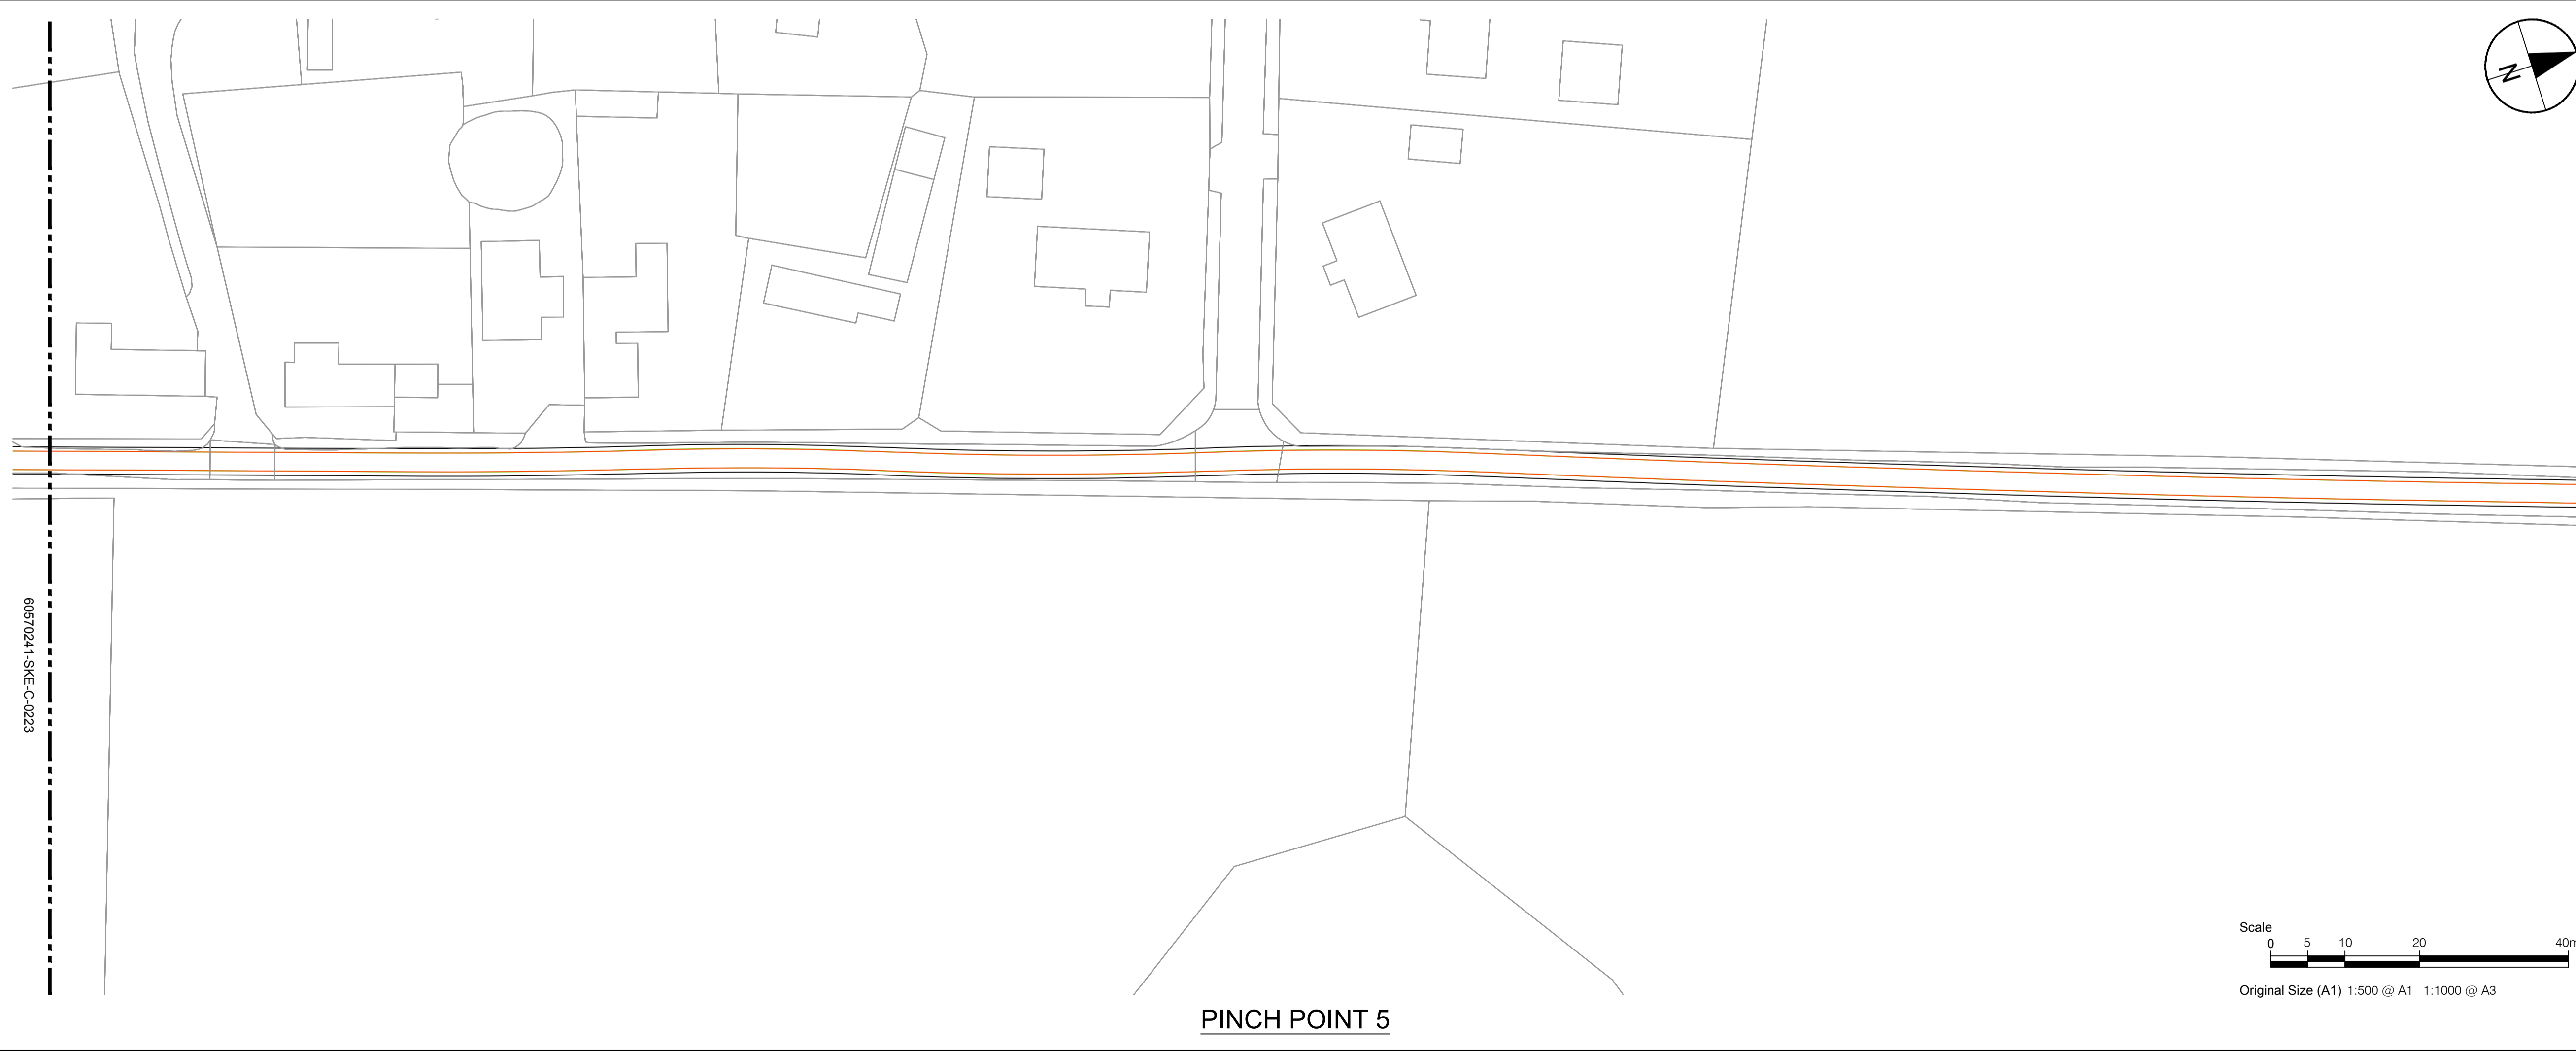 N
60570241-SKE-C-0223
Scale
0 5 10 20 40m
Original Size (A1) 1:500 @ A1 1:1000 @ A3
PINCH POINT 5